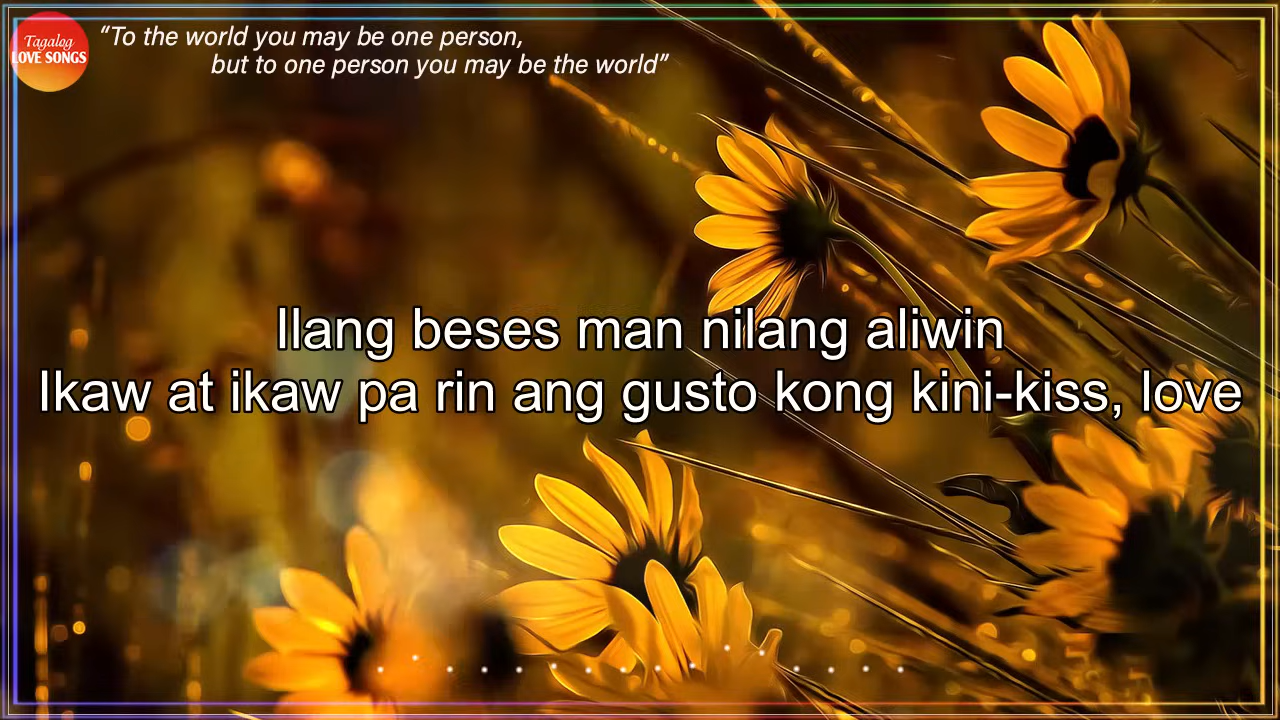 Tagalog
LOVE SONGS
“To the world you may be one person,
but to one person you may be the world”
Ilang beses man nilang aliwin
Ikaw at ikaw pa rin ang gusto kong kini-kiss, love